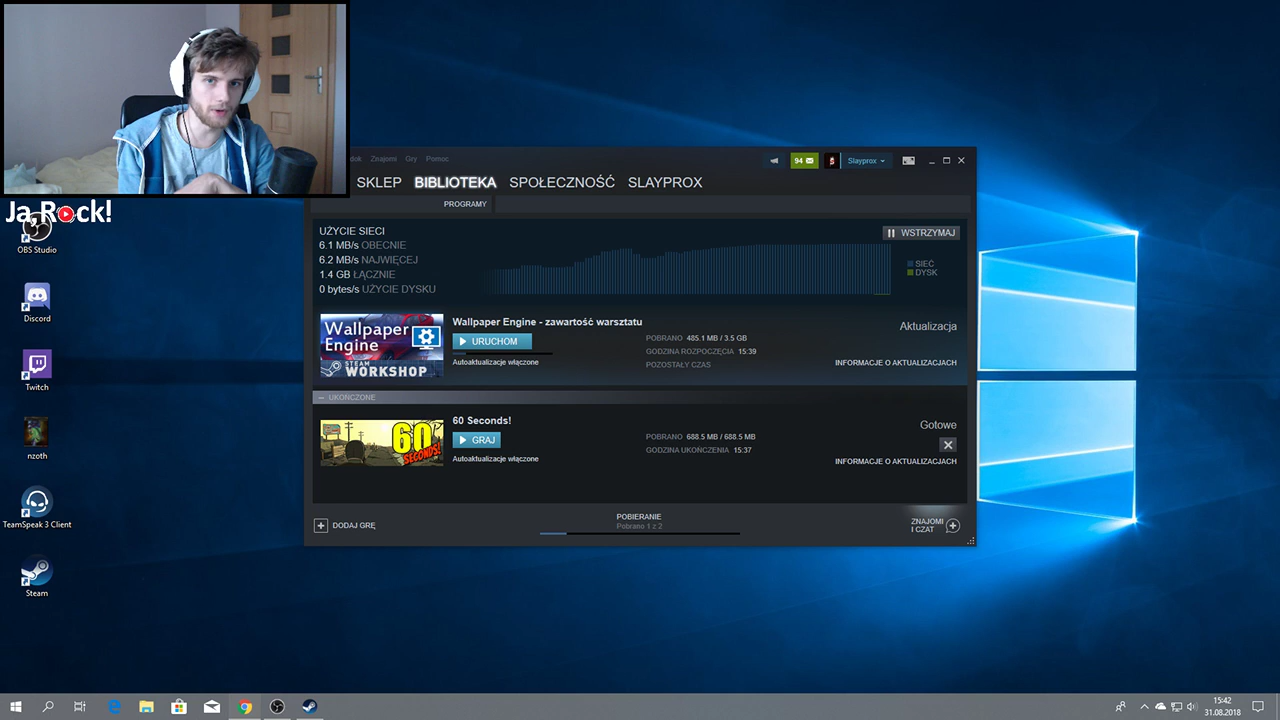 Ja, Rock!
OBS Studio
Discord
Twitch
nzoth
TeamSpeak 3 Client
Steam
Znajomi Gry Pomoc
94
Slayprox
SKLEP BIBLIOTEKA SPOŁECZNOŚĆ SLAYPROX
PROGRAMY
UŻYCIE SIECI
WSTRZYMAJ
6.1 MB/s OBECNIE
6.2 MB/s NAJWIĘCEJ
1.4 GB ŁĄCZNIE
0 bytes/s UŻYCIE DYSKU
SIEĆ
DYSK
Wallpaper
Engine
STEAM
WORKSHOP
Wallpaper Engine - zawartość warsztatu
URUCHOM
Autoaktualizacje włączone
POBRANO 485.1 MB / 3.5 GB
GODZINA ROZPOCZĘCIA 15:39
POZOSTAŁY CZAS
Aktualizacja
INFORMACJE O AKTUALIZACJACH
UKOŃCZONE
60
SECONDS!
60 Seconds!
GRAJ
Autoaktualizacje włączone
POBRANO 688.5 MB / 688.5 MB
GODZINA UKOŃCZENIA 15:37
Gotowe
INFORMACJE O AKTUALIZACJACH
DODAJ GRĘ
POBIERANIE
Pobrano 1 z 2
ZNAJOMI
I CZAT
15:42
31.08.2018